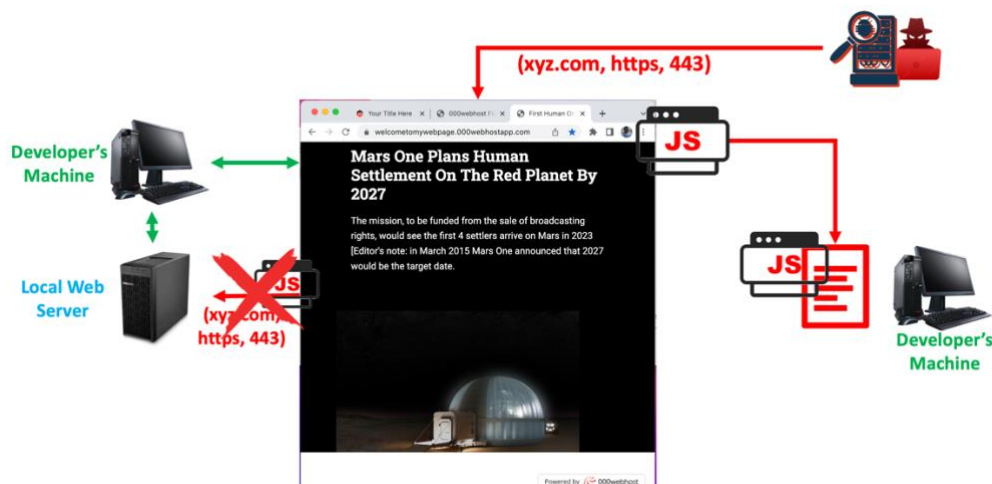 (xyz.com, https, 443)
Your Title Here
000webhost Fi
First Human O
welcometomywebpage.000webhostapp.com
JS
Developer's
Machine
Mars One Plans Human
Settlement On The Red Planet By
2027
The mission, to be funded from the sale of broadcasting
rights, would see the first 4 settlers arrive on Mars in 2023
[Editor's note: in March 2015 Mars One announced that 2027
would be the target date.
Local Web
Server
JS
(xyz.com,
https, 443)
JS
Developer's
Machine
Powered by 000webhost